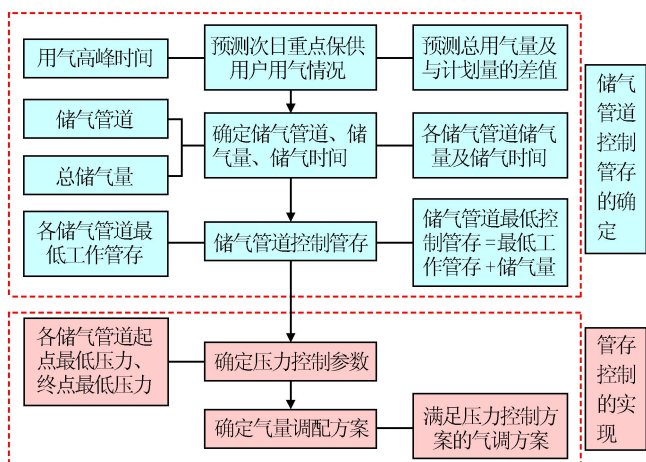 用气高峰时间
预测次日重点保供
用户用气情况
预测总用气量及
与计划量的差值
储气管道
总储气量
确定储气管道、储
气量、储气时间
各储气管道储气
量及储气时间
各储气管道最
低工作管存
储气管道控制管存
储气管道最低控
制管存=最低工
作管存+储气量
储气
管道
控制
管存
的确
定
各储气管道起
点最低压力、
终点最低压力
确定压力控制参数
确定气量调配方案
满足压力控制方
案的气调方案
管存
控制
的实
现